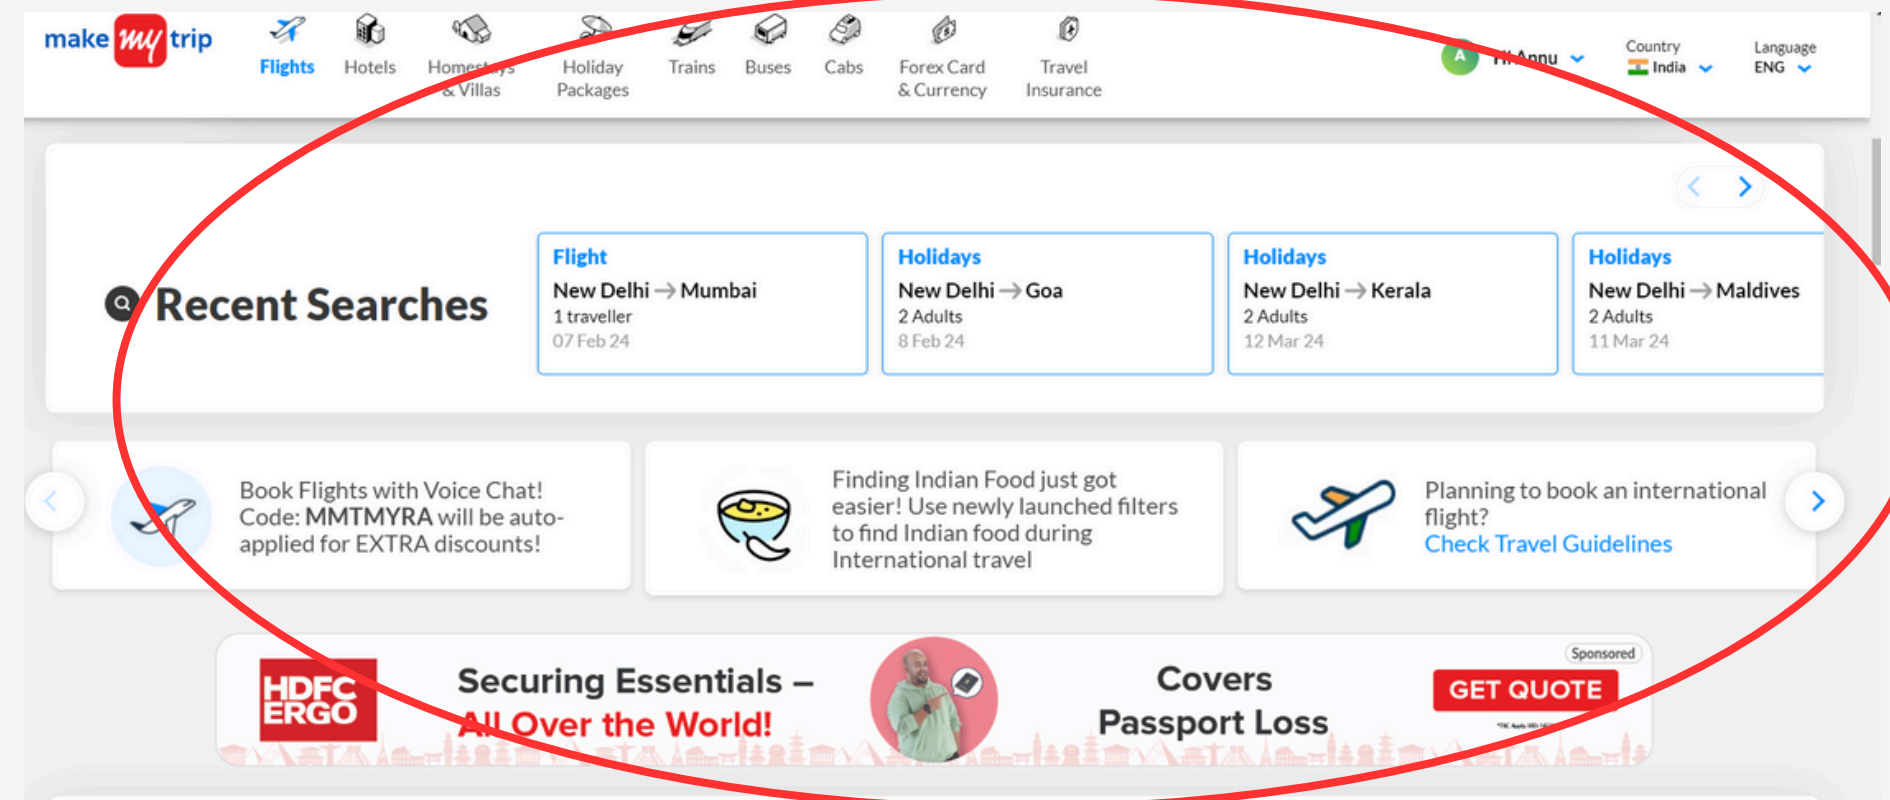 make my trip
Flights
Hotels
Homestays
& Villas
Holiday
Packages
Trains
Buses
Cabs
Forex Card
& Currency
Travel
Insurance
A
Hi Annu
Country
India
Language
ENG
Recent Searches
Flight
New Delhi → Mumbai
1 traveller
07 Feb 24
Holidays
New Delhi → Goa
2 Adults
8 Feb 24
Holidays
New Delhi → Kerala
2 Adults
12 Mar 24
Holidays
New Delhi → Maldives
2 Adults
11 Mar 24
Book Flights with Voice Chat!
Code: MMTMYRA will be auto-
applied for EXTRA discounts!
Finding Indian Food just got
easier! Use newly launched filters
to find Indian food during
International travel
Planning to book an international
flight?
Check Travel Guidelines
HDFC
ERGO
Securing Essentials –
All Over the World!
Covers
Passport Loss
Sponsored
GET QUOTE